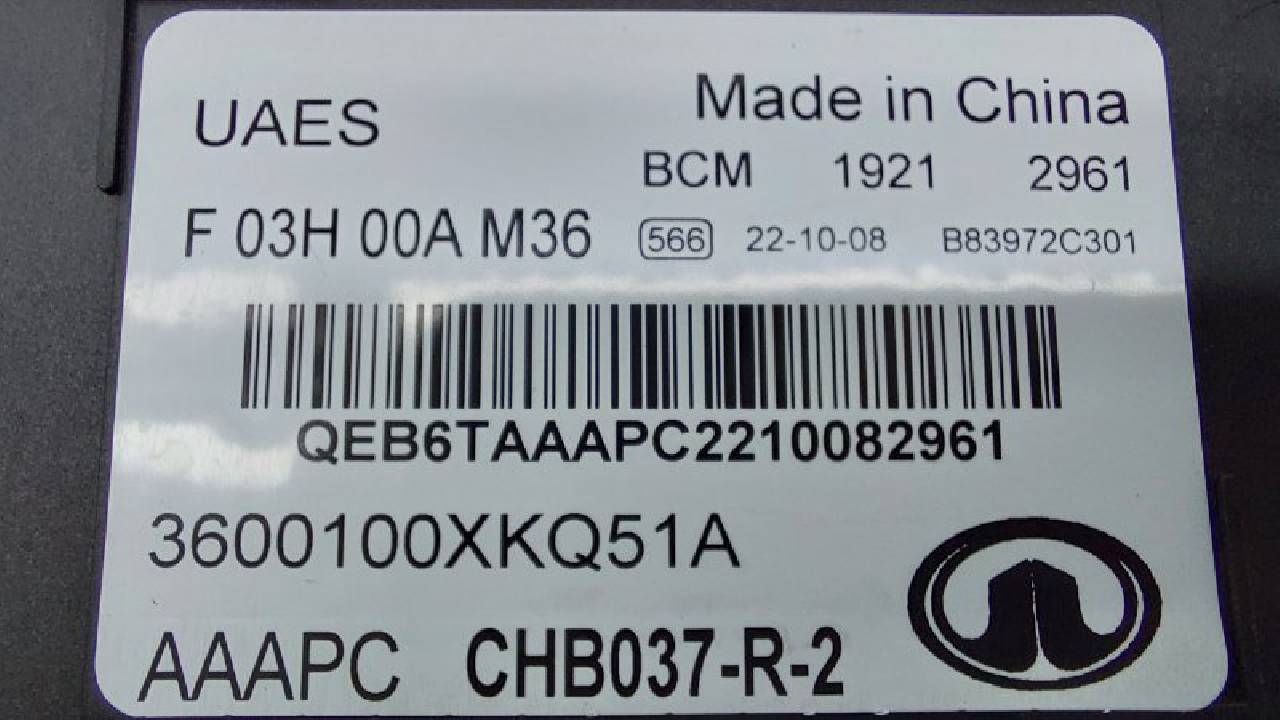 UAES
Made in China
BCM 1921 2961
F 03H 00A M36 566 22-10-08 B83972C301
QEB6TAAAPC2210082961
3600100XKQ51A
AAAPC CHB037-R-2